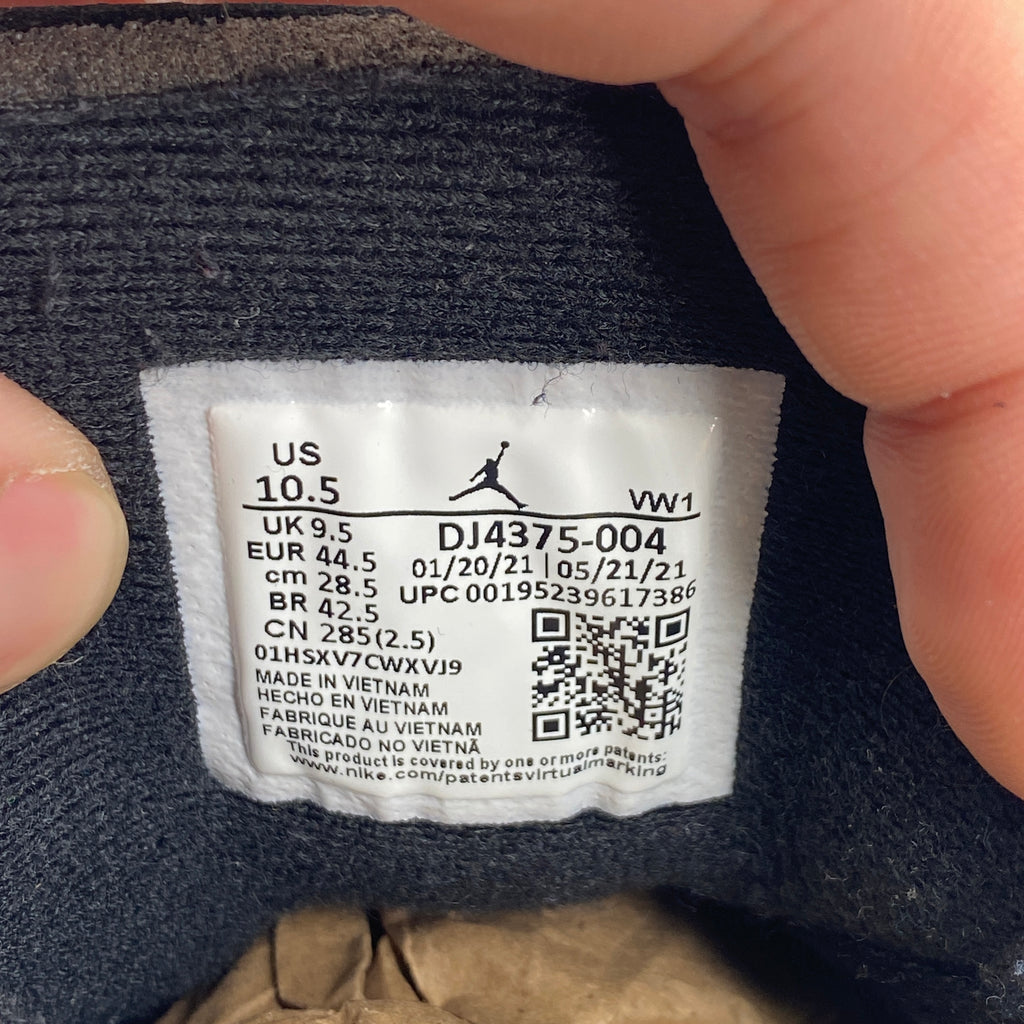 US
10.5
VW1
UK 9.5
EUR 44.5
cm 28.5
BR 42.5
CN 285(2.5)
DJ4375-004
01/20/21 | 05/21/21
UPC 00195239617386
01HSXV7CWXVJ9
MADE IN VIETNAM
HECHO EN VIETNAM
FABRIQUE AU VIETNAM
FABRICADO NO VIETNÃ
This product is covered by one or more patents:
www.nike.com/patentsvirtualmarking